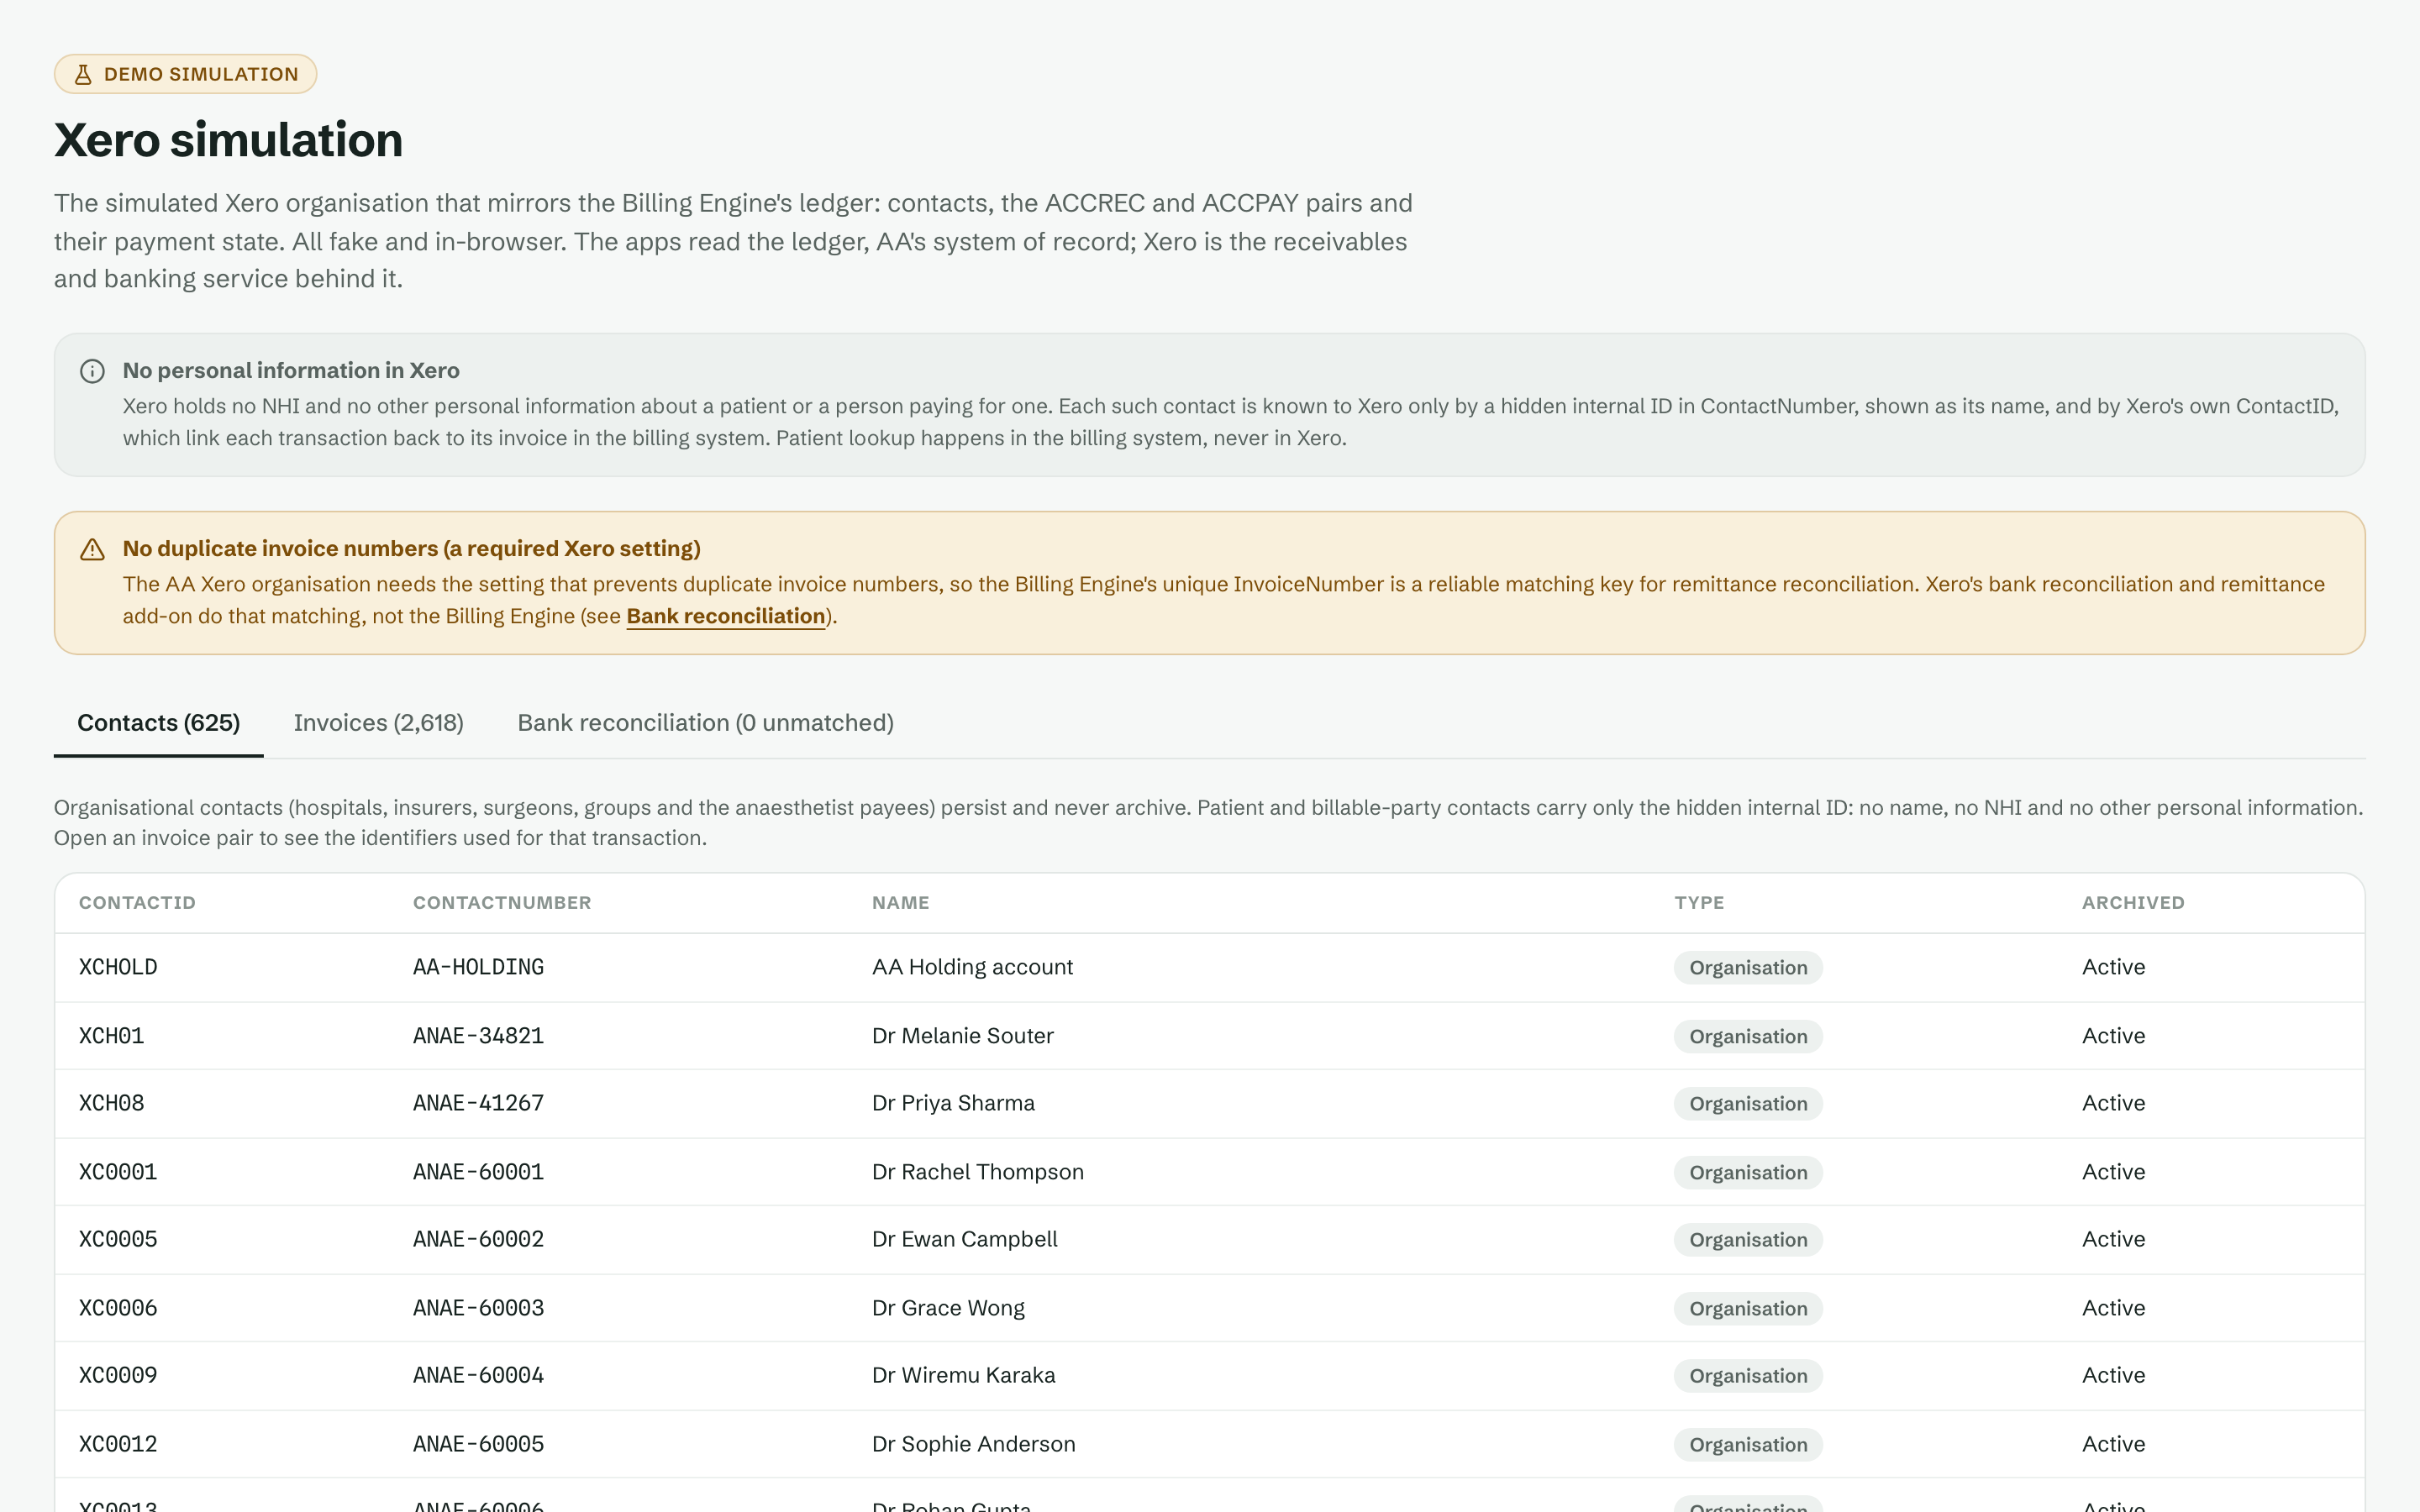 DEMO SIMULATION
Xero simulation
The simulated Xero organisation that mirrors the Billing Engine's ledger: contacts, the ACCREC and ACCPAY pairs and
their payment state. All fake and in-browser. The apps read the ledger, AA's system of record; Xero is the receivables
and banking service behind it.
No personal information in Xero
Xero holds no NHI and no other personal information about a patient or a person paying for one. Each such contact is known to Xero only by a hidden internal ID in ContactNumber, shown as its name, and by Xero's own ContactID,
which link each transaction back to its invoice in the billing system. Patient lookup happens in the billing system, never in Xero.
No duplicate invoice numbers (a required Xero setting)
The AA Xero organisation needs the setting that prevents duplicate invoice numbers, so the Billing Engine's unique InvoiceNumber is a reliable matching key for remittance reconciliation. Xero's bank reconciliation and remittance
add-on do that matching, not the Billing Engine (see Bank reconciliation).
Contacts (625) Invoices (2,618) Bank reconciliation (0 unmatched)
Organisational contacts (hospitals, insurers, surgeons, groups and the anaesthetist payees) persist and never archive. Patient and billable-party contacts carry only the hidden internal ID: no name, no NHI and no other personal information.
Open an invoice pair to see the identifiers used for that transaction.
CONTACTID CONTACTNUMBER NAME TYPE ARCHIVED
XCHOLD AA-HOLDING AA Holding account Organisation Active
XCH01 ANAE-34821 Dr Melanie Souter Organisation Active
XCH08 ANAE-41267 Dr Priya Sharma Organisation Active
XC0001 ANAE-60001 Dr Rachel Thompson Organisation Active
XC0005 ANAE-60002 Dr Ewan Campbell Organisation Active
XC0006 ANAE-60003 Dr Grace Wong Organisation Active
XC0009 ANAE-60004 Dr Wiremu Karaka Organisation Active
XC0012 ANAE-60005 Dr Sophie Anderson Organisation Active
XC0013 ANAE-60006 Dr Rohan Gupta Organisation Active